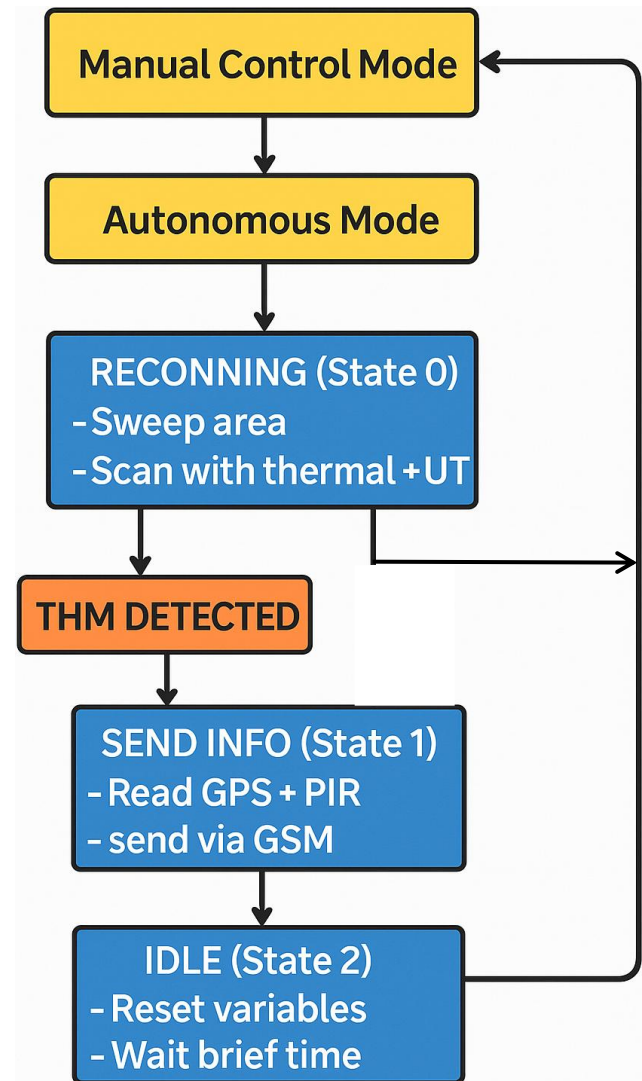 Manual Control Mode
Autonomous Mode
RECONNING (State 0)
- Sweep area
- Scan with thermal + UT
THM DETECTED
SEND INFO (State 1)
- Read GPS + PIR
- send via GSM
IDLE (State 2)
- Reset variables
- Wait brief time